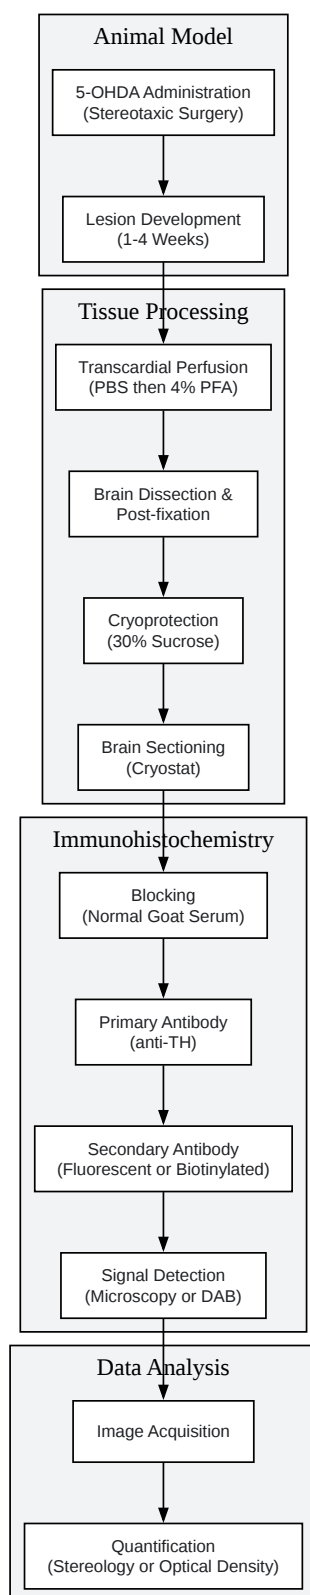 Animal Model
5-OHDA Administration
(Stereotaxic Surgery)
Lesion Development
(1-4 Weeks)
Tissue Processing
Transcardial Perfusion
(PBS then 4% PFA)
Brain Dissection &
Post-fixation
Cryoprotection
(30% Sucrose)
Brain Sectioning
(Cryostat)
Immunohistochemistry
Blocking
(Normal Goat Serum)
Primary Antibody
(anti-TH)
Secondary Antibody
(Fluorescent or Biotinylated)
Signal Detection
(Microscopy or DAB)
Data Analysis
Image Acquisition
Quantification
(Stereology or Optical Density)